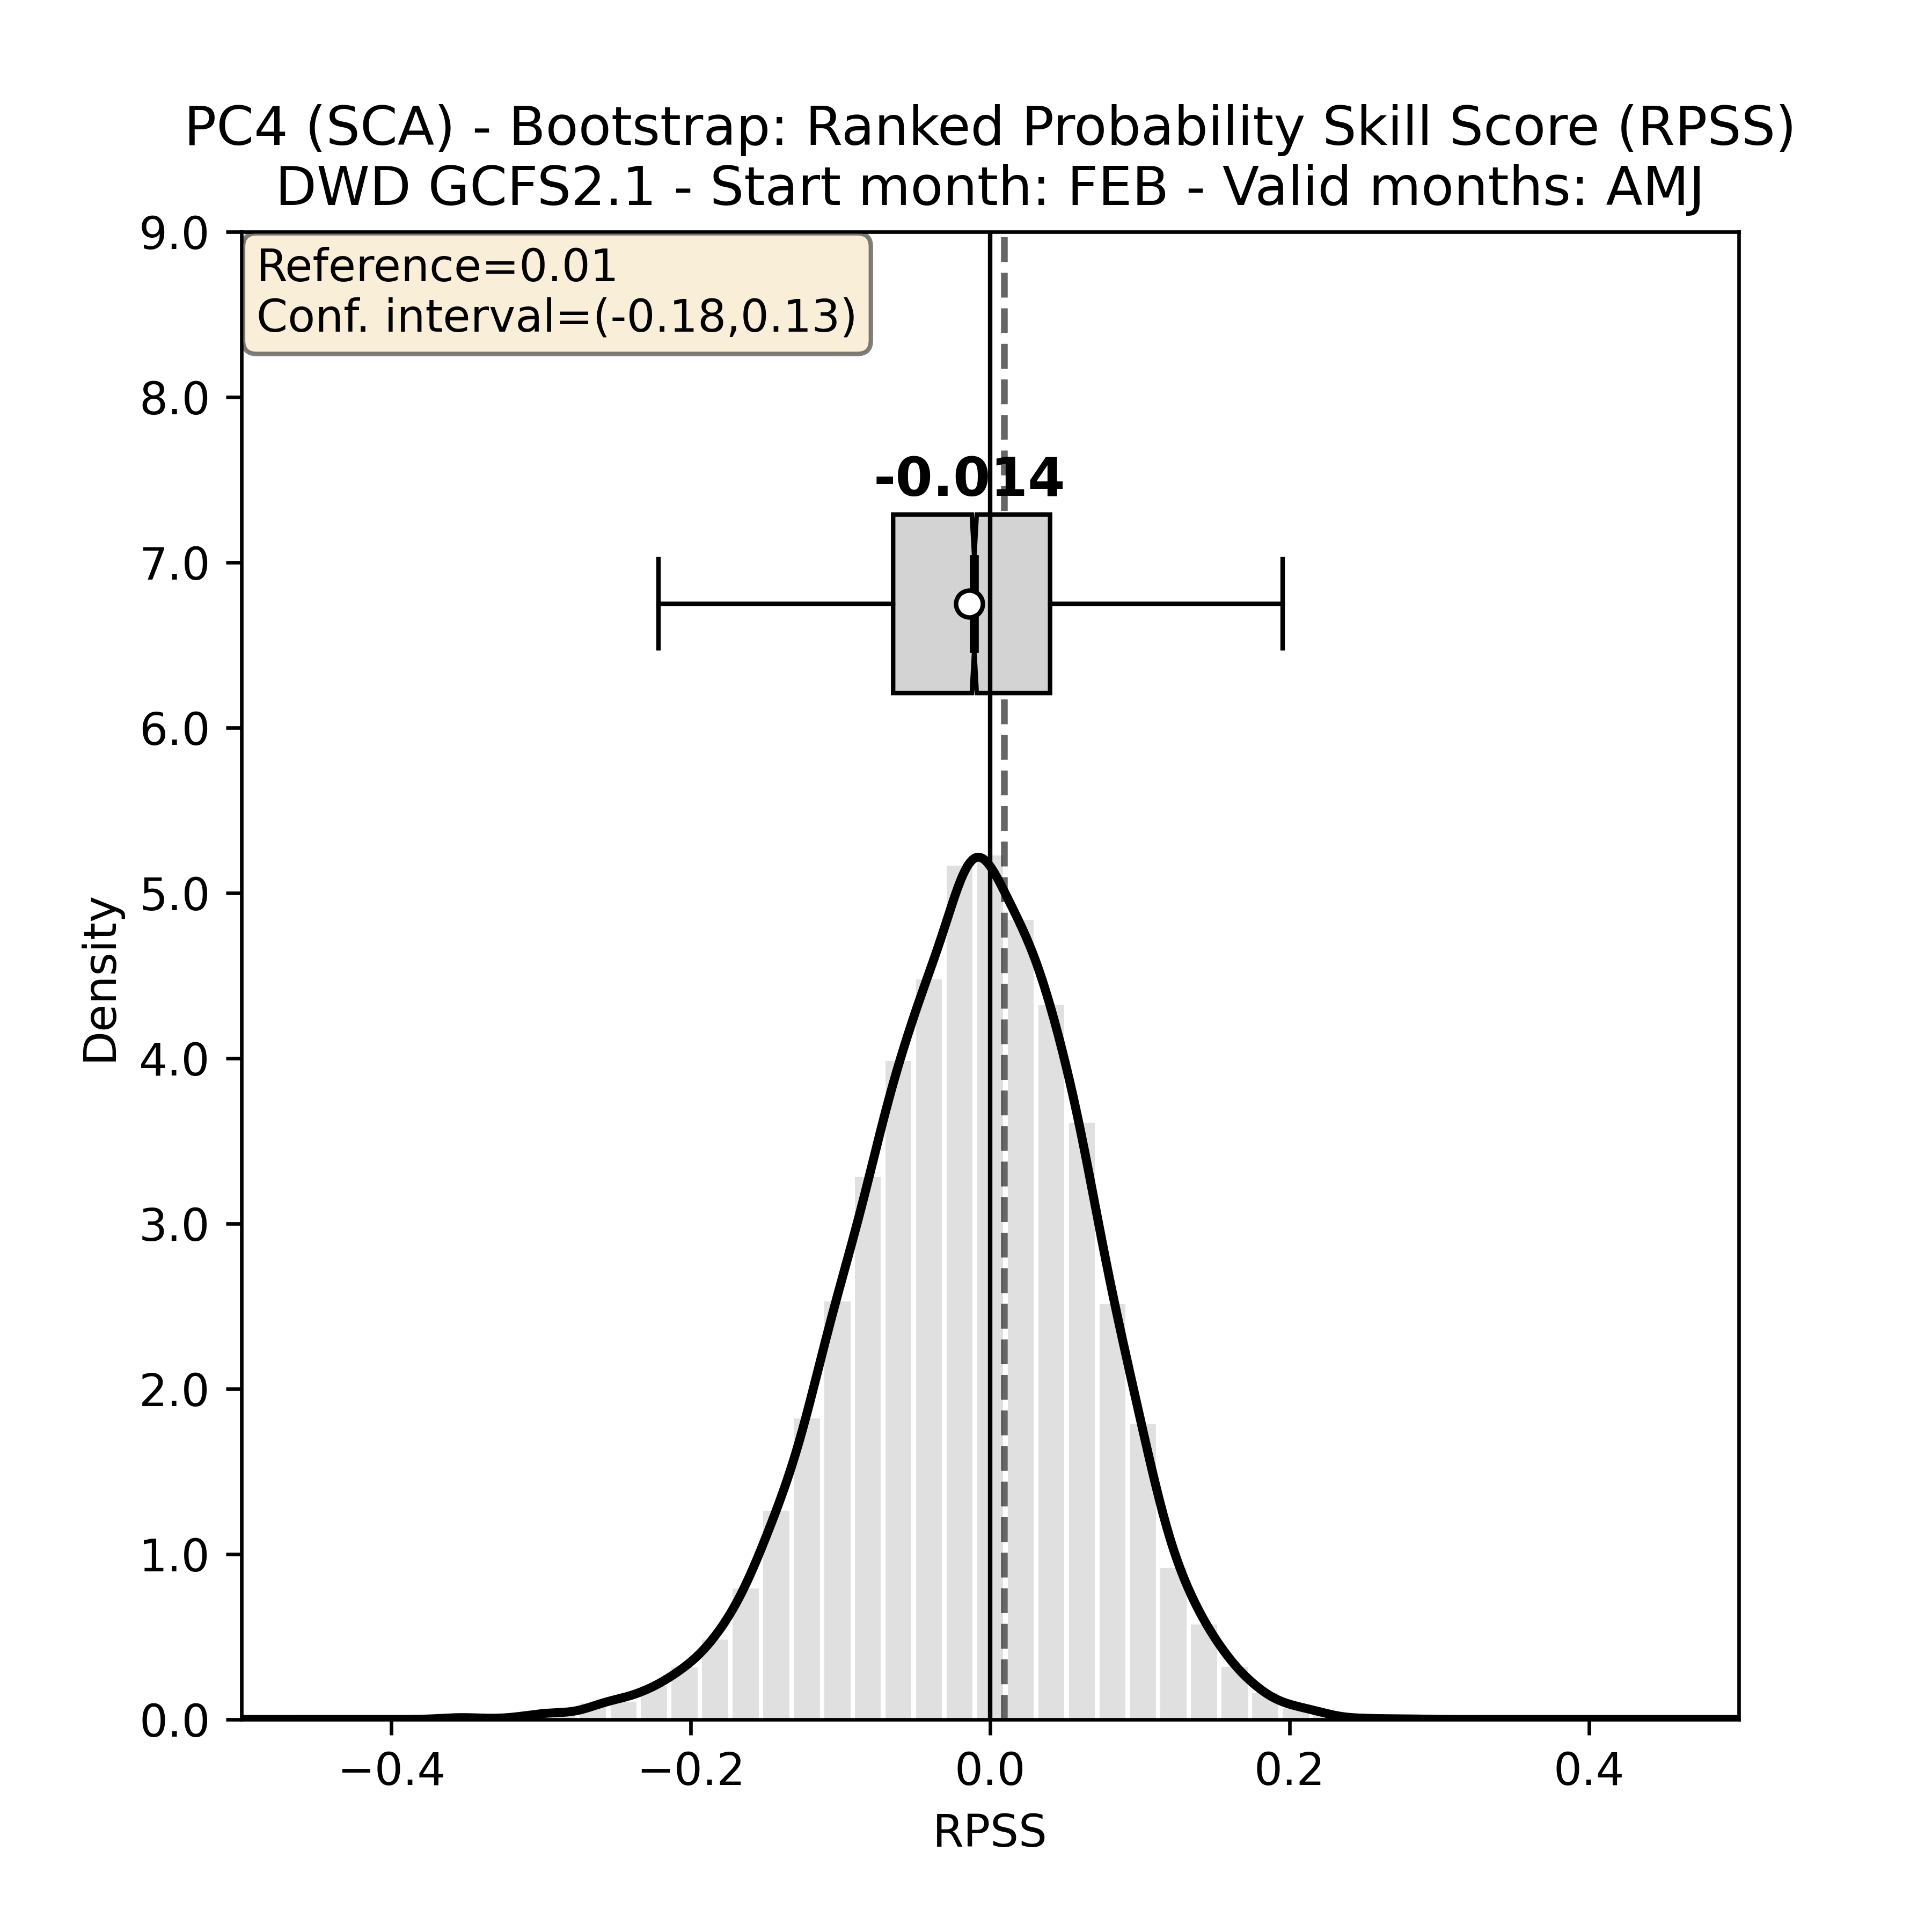 PC4 (SCA) - Bootstrap: Ranked Probability Skill Score (RPSS)
DWD GCFS2.1 - Start month: FEB - Valid months: AMJ
9.0
Reference=0.01
Conf. interval=(-0.18,0.13)
8.0
-0.014
7.0
6.0
5.0
Density
4.0
3.0
2.0
1.0
0.0
−0.4 −0.2 0.0 0.2 0.4
RPSS